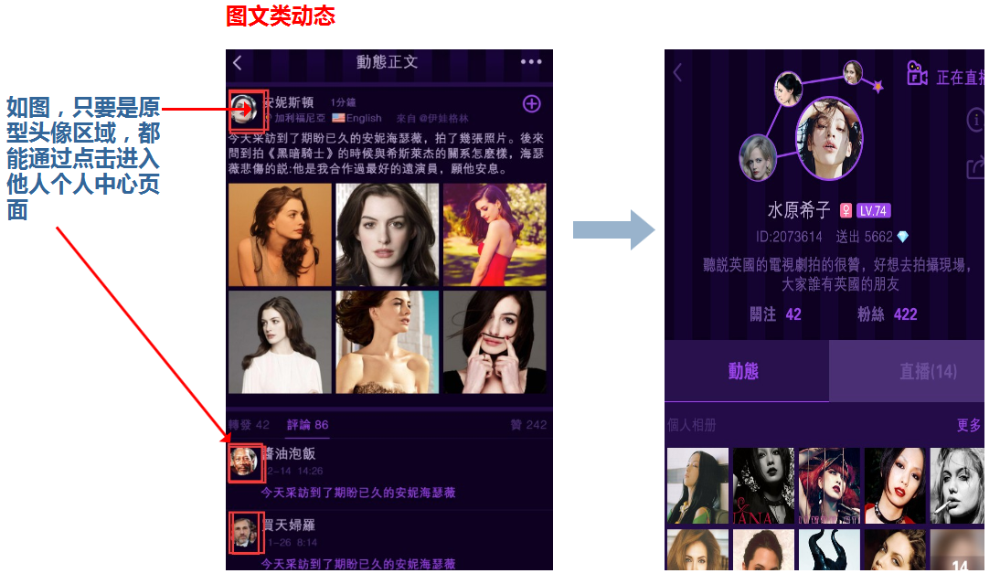 图文类动态
如图，只要是原
型头像区域，都
能通过点击进入
他人个人中心页
面
動態正文
安妮斯頓 1分鐘
加利福尼亞 English 來自 @伊娃格林
今天采訪到了期盼已久的安妮海瑟薇，拍了幾張照片。後來
問到拍《黑暗騎士》的時候與希斯萊杰的關系怎麽樣，海瑟
薇悲傷的説:他是我合作過最好的遠演員，願他安息。
轉發 42 評論 86 贊 242
醬油泡飯
2-14 14:26
今天采訪到了期盼已久的安妮海瑟薇
買天婦羅
1-26 8:14
今天采訪到了期盼已久的安妮海瑟薇
正在直播
水原希子 LV.74
ID:2073614 送出 5662
聽説英國的電視劇拍的很贊，好想去拍攝現場，
大家誰有英國的朋友
關注 42 粉絲 422
動態 直播(14)
個人相册 更多
14